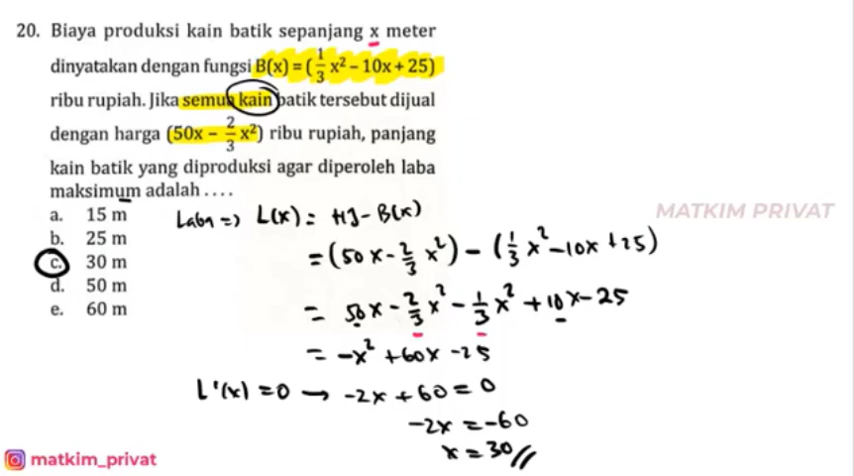 20. Biaya produksi kain batik sepanjang x meter
dinyatakan dengan fungsi B(x) = (1/3 x² − 10x + 25)
ribu rupiah. Jika semua kain batik tersebut dijual
dengan harga (50x − 2/3 x²) ribu rupiah, panjang
kain batik yang diproduksi agar diperoleh laba
maksimum adalah . . . .
a. 15 m
b. 25 m
c. 30 m
d. 50 m
e. 60 m
Laba => L(x) = HJ - B(x)
= (50x - 2/3 x²) - (1/3 x² - 10x + 25)
= 50x - 2/3 x² - 1/3 x² + 10x - 25
= -x² + 60x - 25
L'(x) = 0 → -2x + 60 = 0
-2x = -60
x = 30 //
MATKIM PRIVAT
matkim_privat